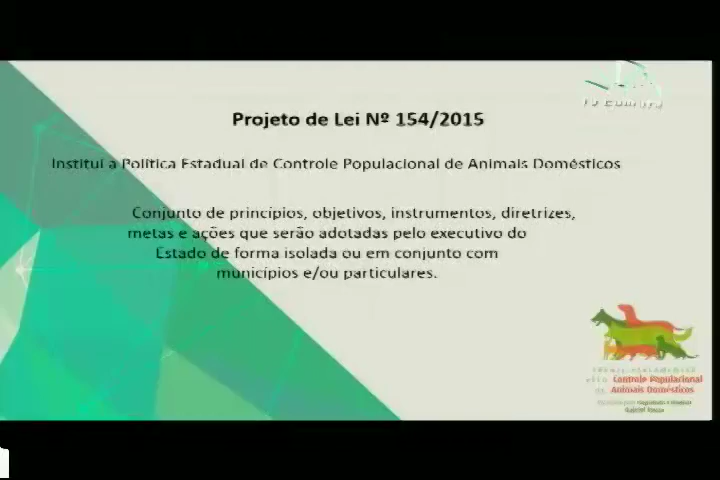 TV Câmara
Projeto de Lei Nº 154/2015
Institui a Política Estadual de Controle Populacional de Animais Domésticos
Conjunto de princípios, objetivos, instrumentos, diretrizes,
metas e ações que serão adotadas pelo executivo do
Estado de forma isolada ou em conjunto com
municípios e/ou particulares.
Controle Populacional
Animais Domésticos